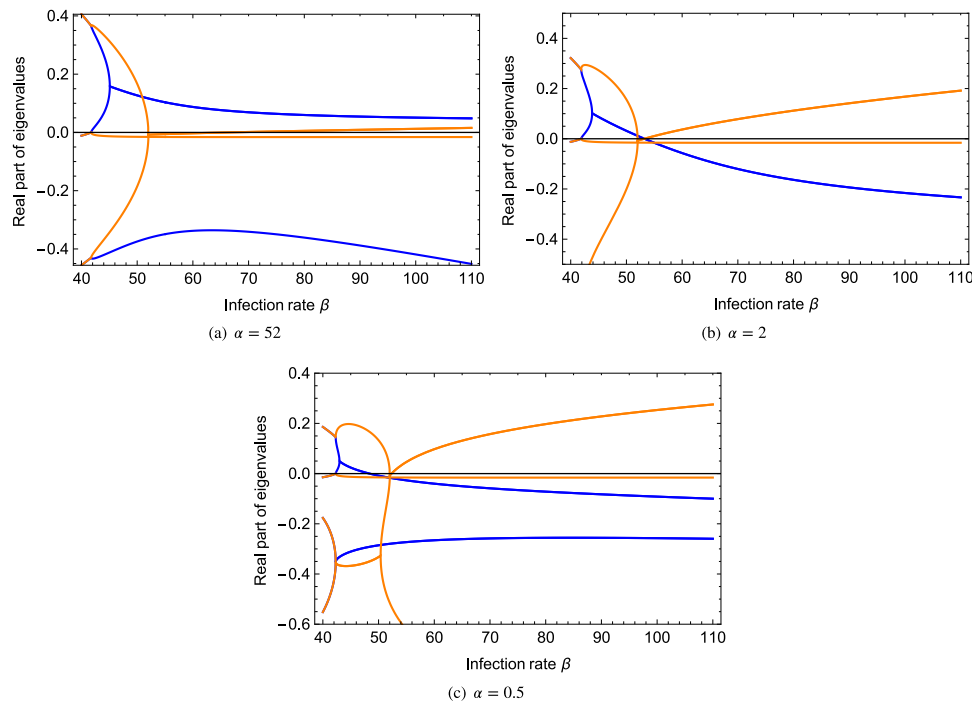 Real part of eigenvalues
0.4
0.2
0.0
−0.2
−0.4
40 50 60 70 80 90 100 110
Infection rate β
(a) α = 52
Real part of eigenvalues
0.4
0.2
0.0
−0.2
−0.4
40 50 60 70 80 90 100 110
Infection rate β
(b) α = 2
Real part of eigenvalues
0.4
0.2
0.0
−0.2
−0.4
−0.6
40 50 60 70 80 90 100 110
Infection rate β
(c) α = 0.5